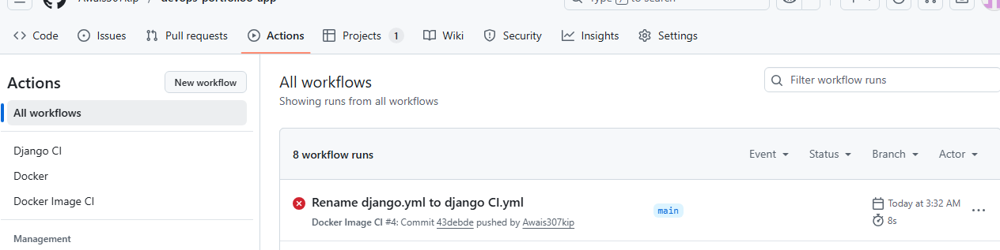 Awais307kip / devops-portfolioo-app
Type / to search
Code Issues Pull requests Actions Projects 1 Wiki Security Insights Settings
Actions
New workflow
All workflows
Django CI
Docker
Docker Image CI
Management
All workflows
Showing runs from all workflows
Filter workflow runs
8 workflow runs
Event Status Branch Actor
Rename django.yml to django CI.yml
Docker Image CI #4: Commit 43debde pushed by Awais307kip
main
Today at 3:32 AM
8s